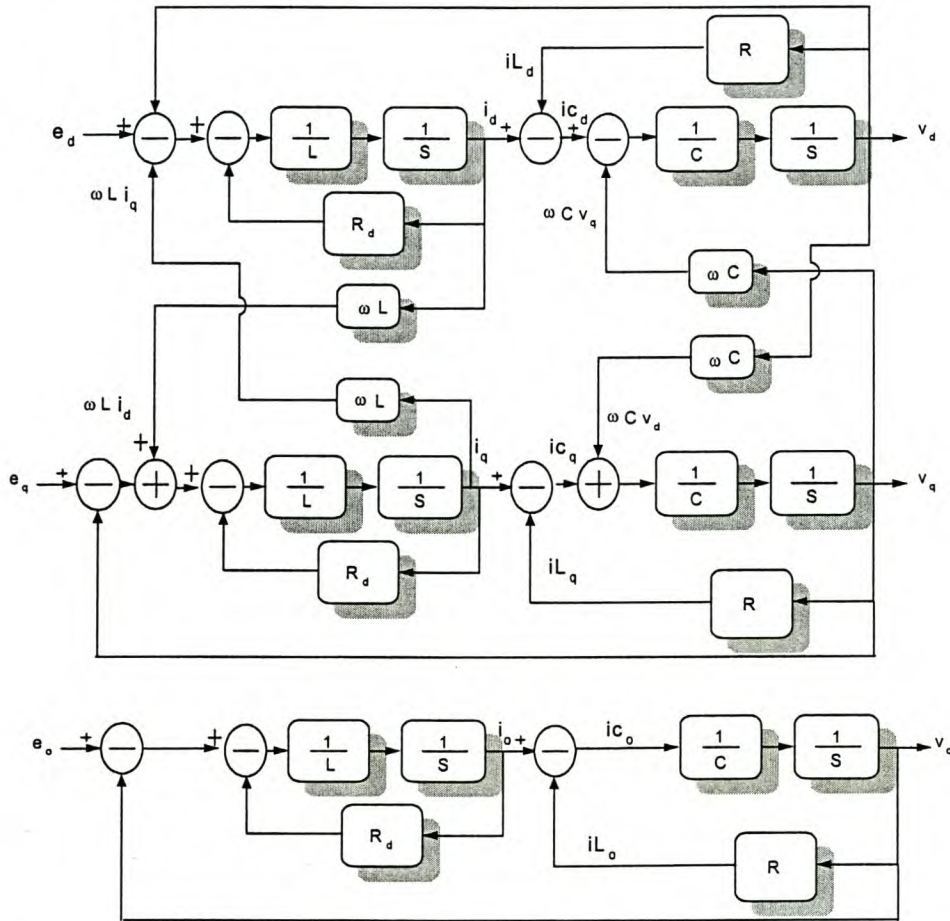 R
iL_d
e_d + − + − 1/L 1/S i_d + − ic_d + − 1/C 1/S v_d
ω L i_q
R_d
ω C v_q
ω C
ω L
ω C
ω L i_d
ω L
ω C v_d
+
e_q + − + + − 1/L 1/S i_q + − ic_q + 1/C 1/S v_q
R_d
iL_q
R
e_o + − + − 1/L 1/S i_o + − ic_o 1/C 1/S v_o
R_d
iL_o
R